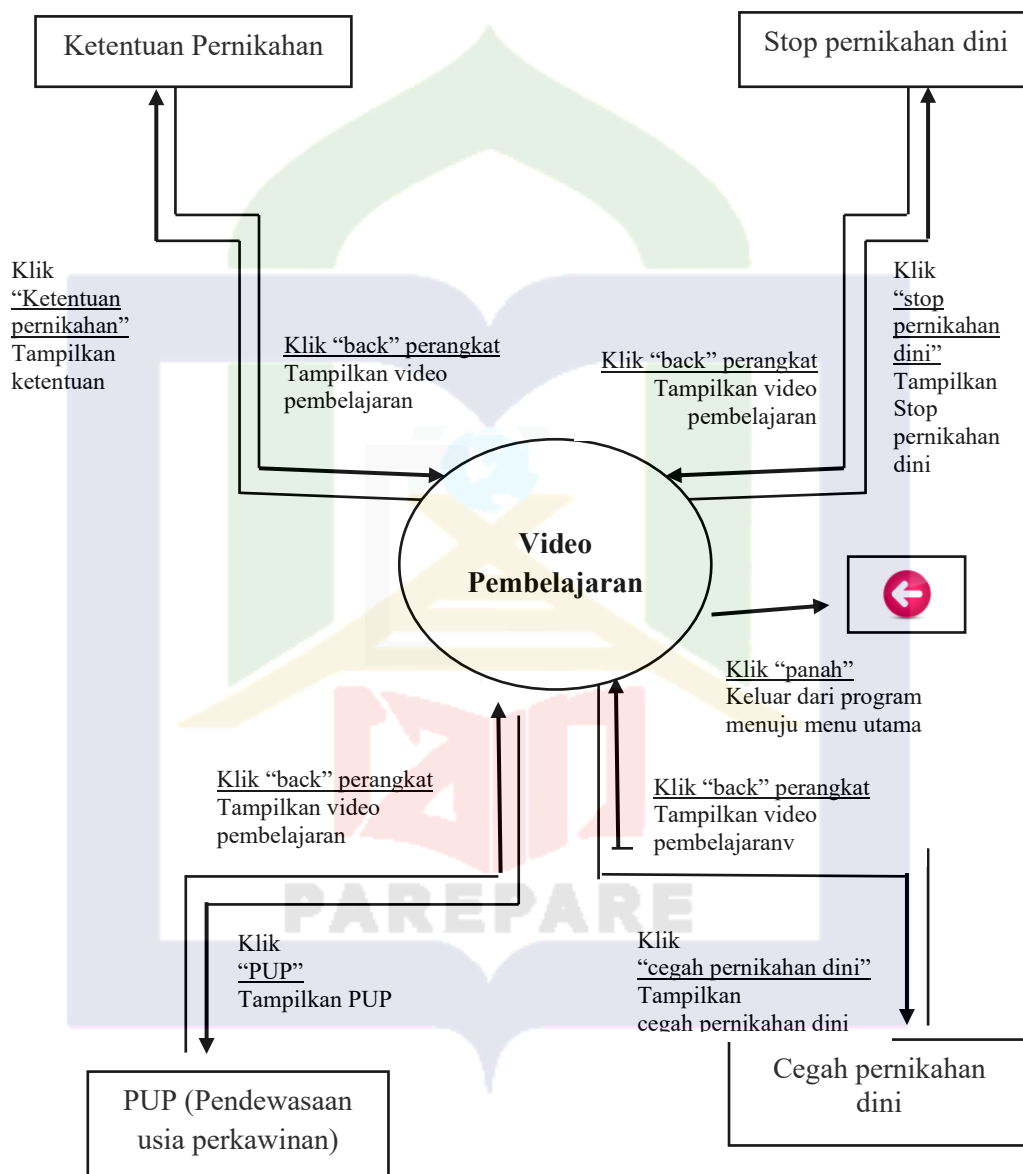 Ketentuan Pernikahan
Stop pernikahan dini
Klik
“Ketentuan
pernikahan”
Tampilkan
ketentuan
Klik “back” perangkat
Tampilkan video
pembelajaran
Klik “back” perangkat
Tampilkan video
pembelajaran
Klik
“stop
pernikahan
dini”
Tampilkan
Stop
pernikahan
dini
Video
Pembelajaran
Klik “panah”
Keluar dari program
menuju menu utama
Klik “back” perangkat
Tampilkan video
pembelajaran
Klik “back” perangkat
Tampilkan video
pembelajaranv
PAREPARE
Klik
“PUP”
Tampilkan PUP
Klik
“cegah pernikahan dini”
Tampilkan
cegah pernikahan dini
PUP (Pendewasaan
usia perkawinan)
Cegah pernikahan
dini